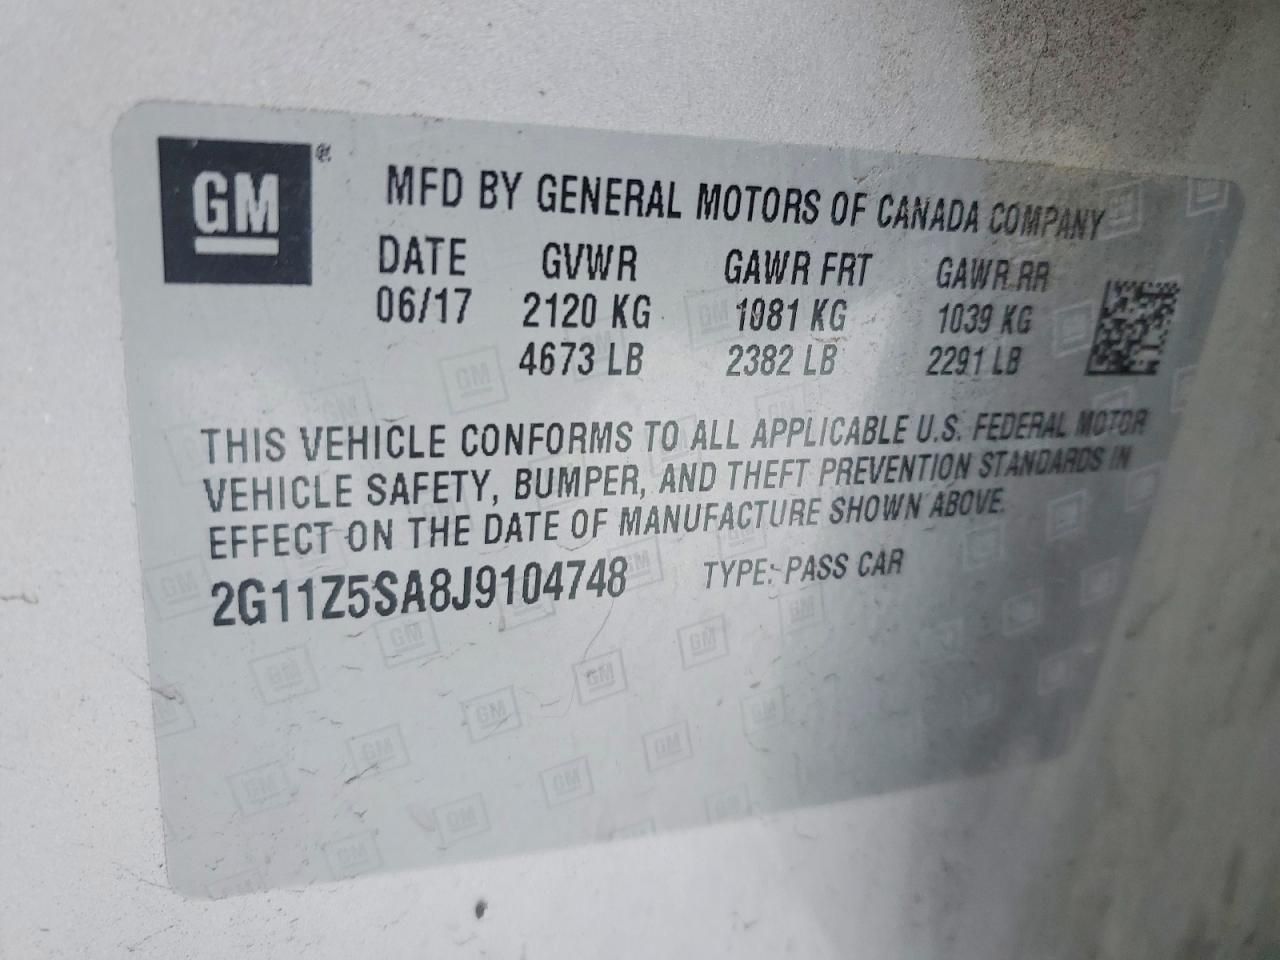 GM ®
MFD BY GENERAL MOTORS OF CANADA COMPANY
DATE GVWR GAWR FRT GAWR RR
06/17 2120 KG 1081 KG 1039 KG
4673 LB 2382 LB 2291 LB
THIS VEHICLE CONFORMS TO ALL APPLICABLE U.S. FEDERAL MOTOR
VEHICLE SAFETY, BUMPER, AND THEFT PREVENTION STANDARDS IN
EFFECT ON THE DATE OF MANUFACTURE SHOWN ABOVE.
2G11Z5SA8J9104748 TYPE: PASS CAR